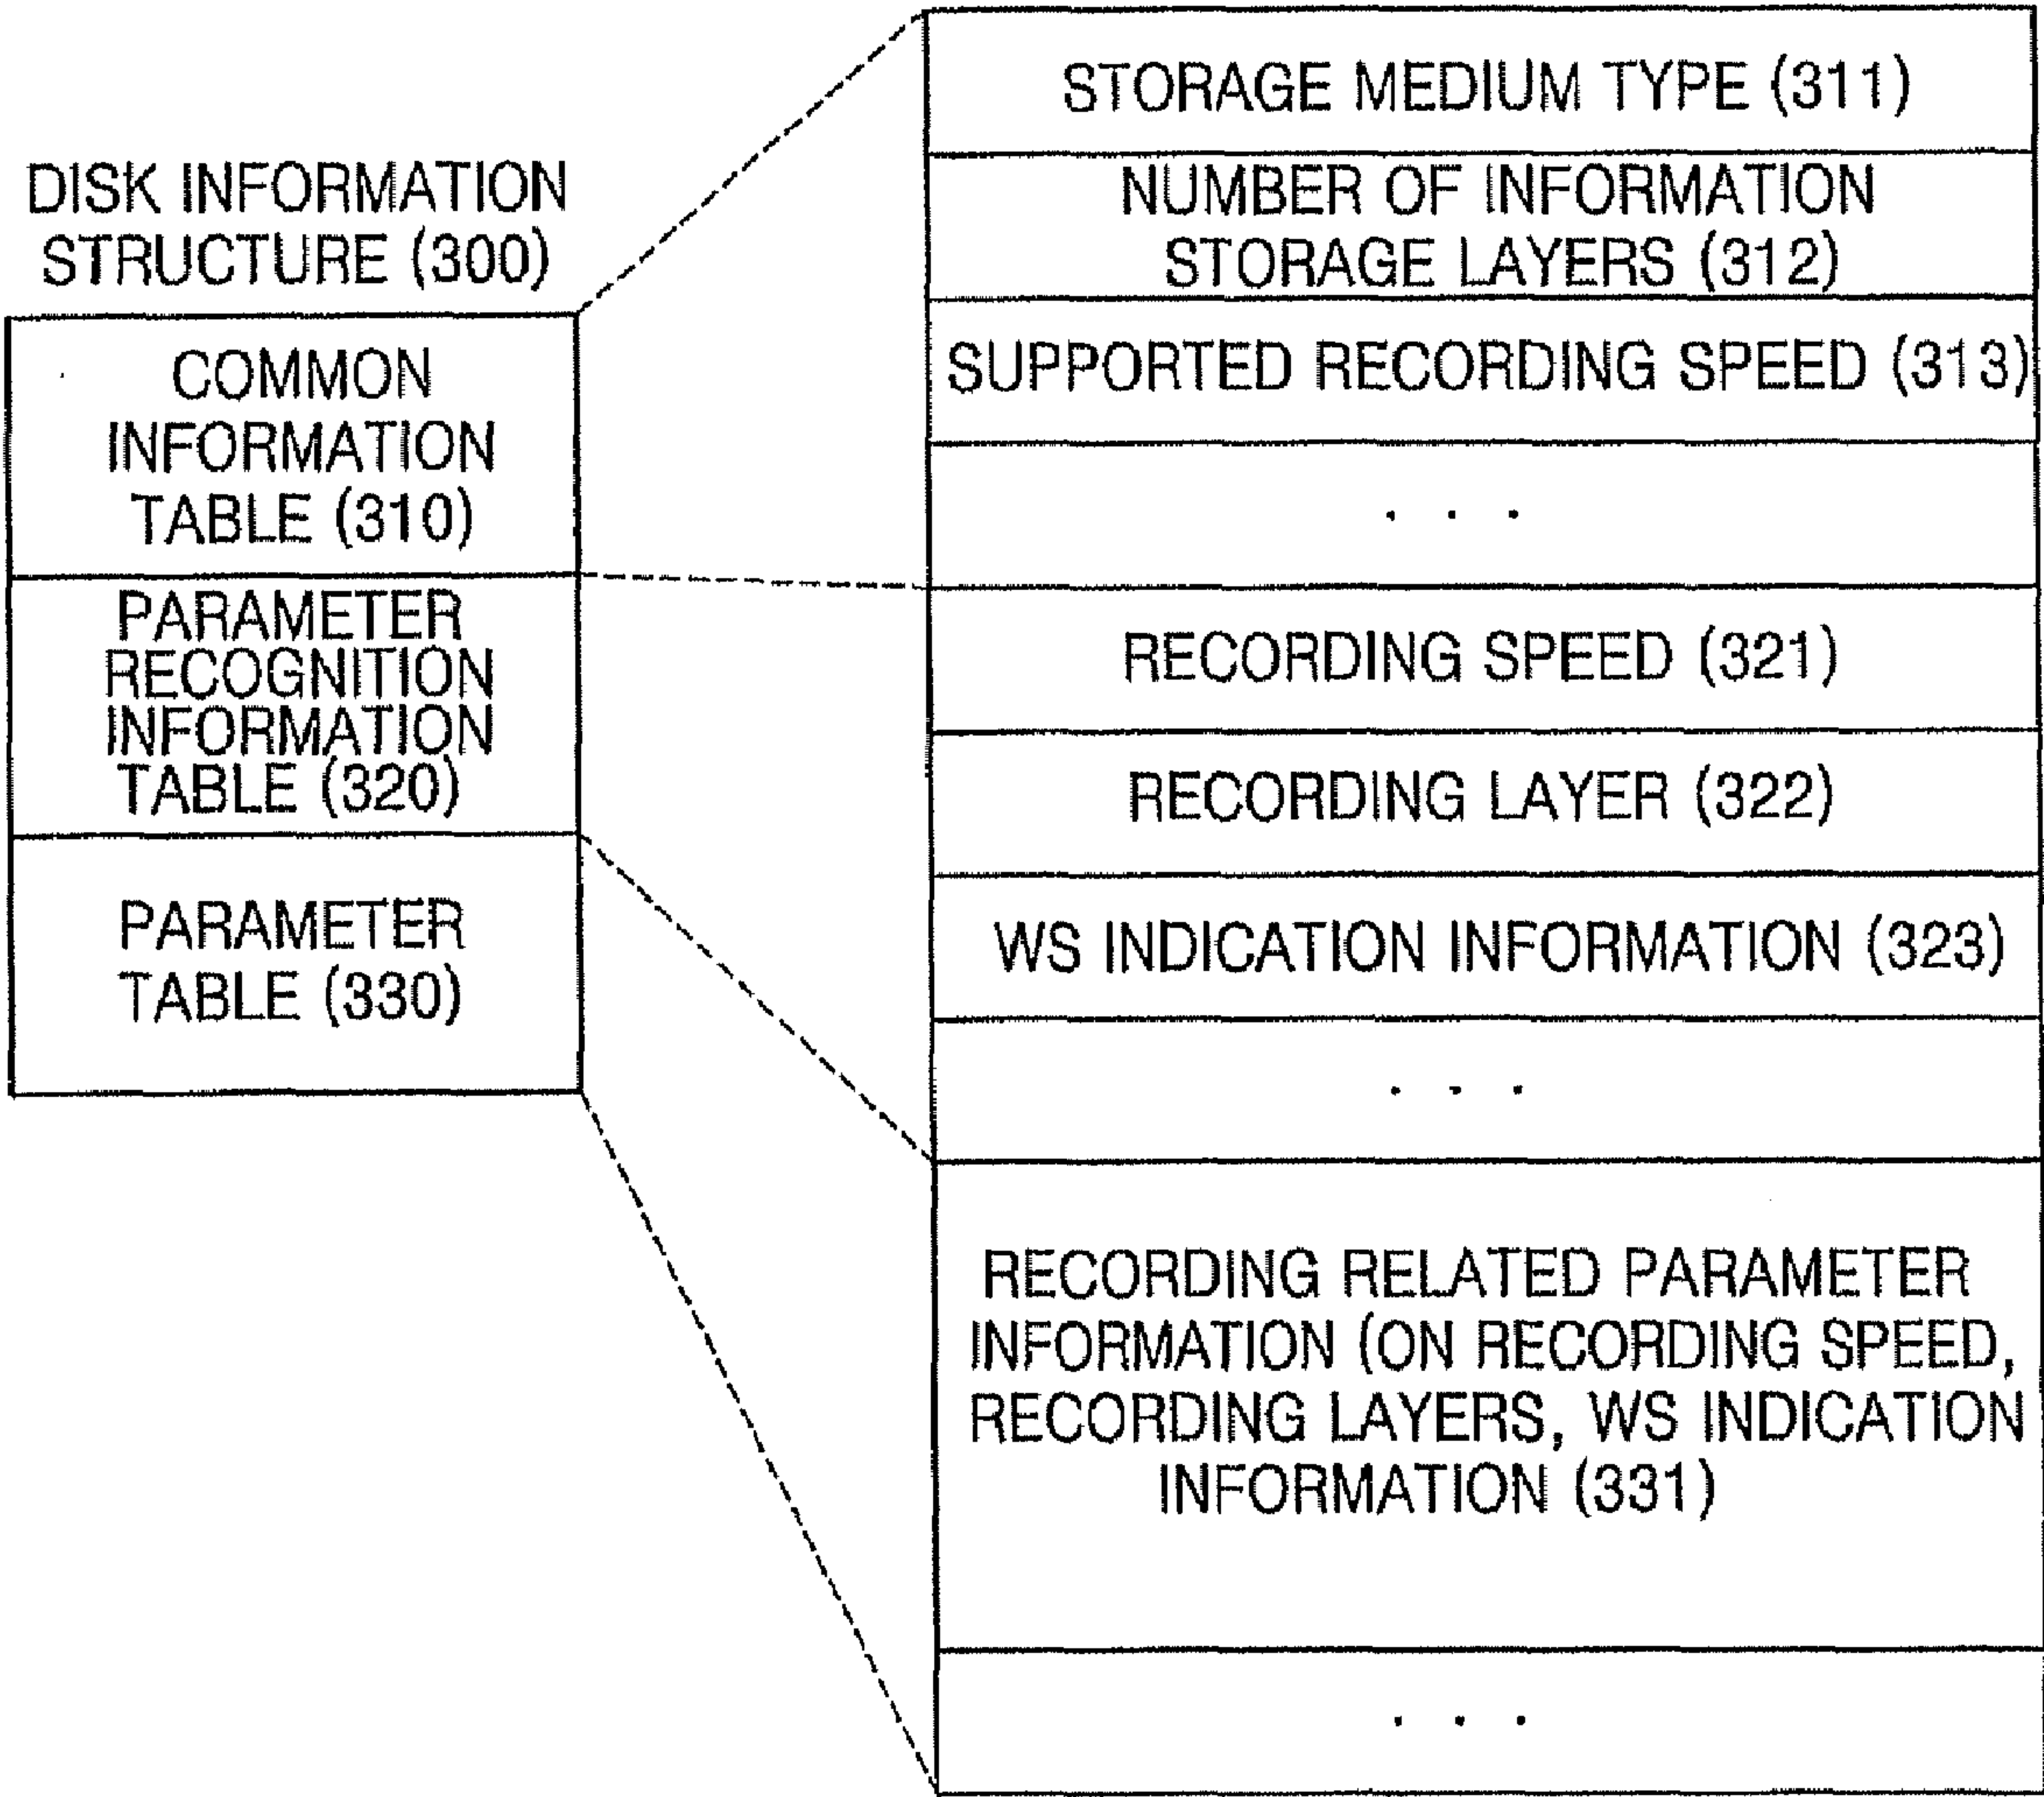 DISK INFORMATION
STRUCTURE (300)
COMMON
INFORMATION
TABLE (310)
PARAMETER
RECOGNITION
INFORMATION
TABLE (320)
PARAMETER
TABLE (330)
STORAGE MEDIUM TYPE (311)
NUMBER OF INFORMATION
STORAGE LAYERS (312)
SUPPORTED RECORDING SPEED (313)
. . .
RECORDING SPEED (321)
RECORDING LAYER (322)
WS INDICATION INFORMATION (323)
. . .
RECORDING RELATED PARAMETER
INFORMATION (ON RECORDING SPEED,
RECORDING LAYERS, WS INDICATION
INFORMATION (331)
. . .